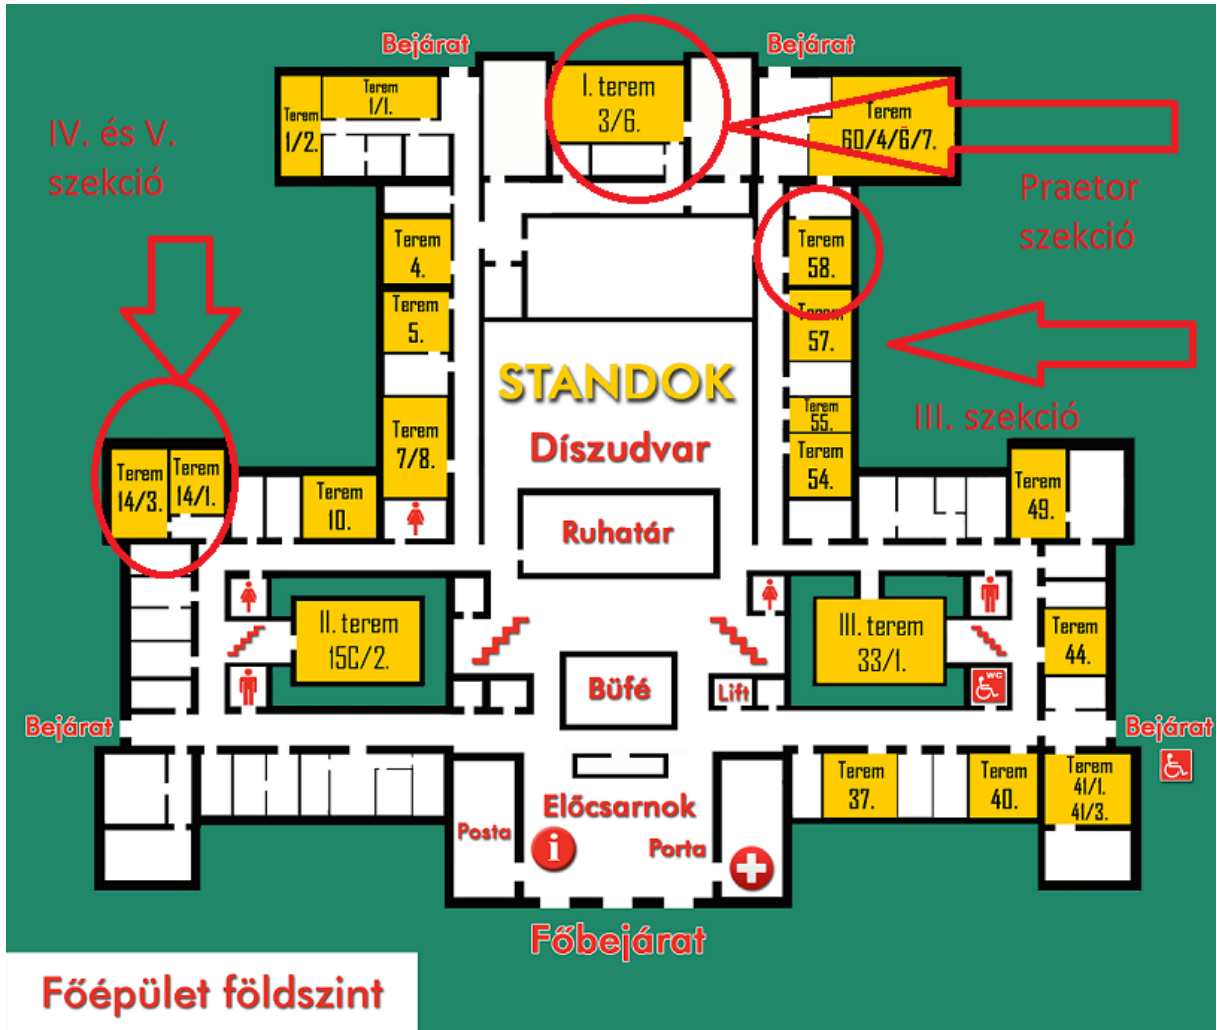 Bejárat
Bejárat
I. terem
3/6.
Terem
1/1.
Terem
1/2.
Terem
60/4/6/7.
IV. és V.
szekció
Praetor
szekció
Terem
4.
Terem
58.
Terem
5.
Terem
57.
STANDOK
Díszudvar
Terem
55.
III. szekció
Terem
7/8.
Terem
54.
Terem
14/3.
Terem
14/1.
Terem
10.
Terem
49.
Ruhatár
II. terem
15C/2.
III. terem
33/1.
Terem
44.
Büfé
Lift
WC
Bejárat
Bejárat
Terem
37.
Terem
40.
Terem
41/1.
41/3.
Előcsarnok
Posta
i
Porta
Főbejárat
Főépület földszint